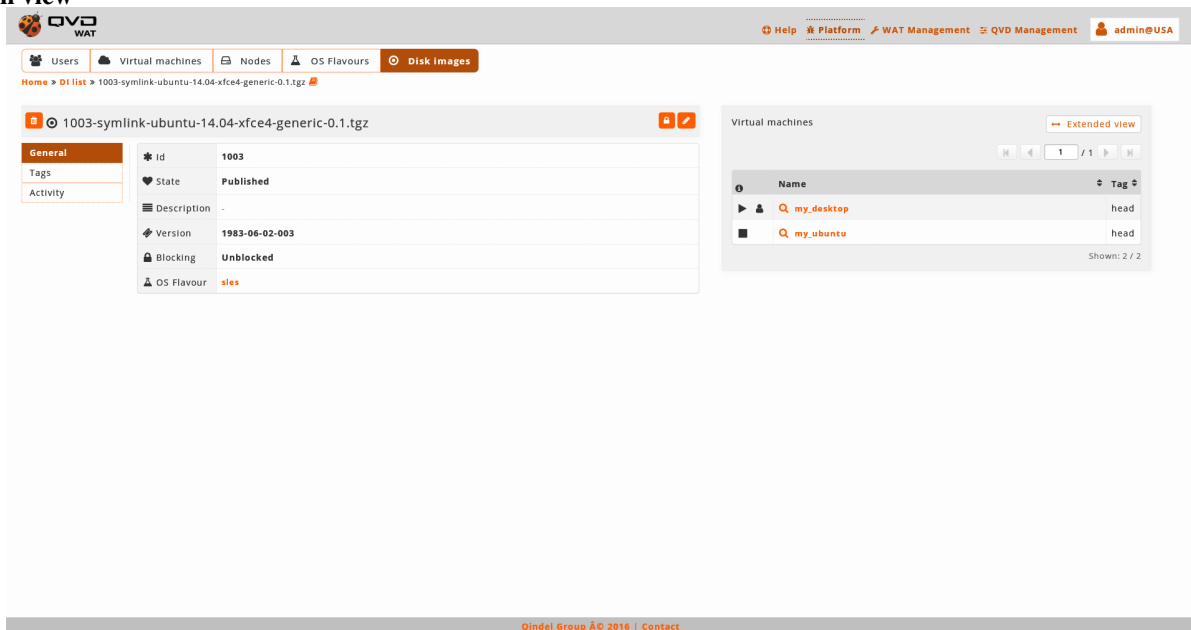 view
QVD
WAT
Help Platform WAT Management QVD Management admin@USA
Users Virtual machines Nodes OS Flavours Disk images
Home » DI list » 1003-symlink-ubuntu-14.04-xfce4-generic-0.1.tgz
1003-symlink-ubuntu-14.04-xfce4-generic-0.1.tgz
General
Tags
Activity
Id 1003
State Published
Description -
Version 1983-06-02-003
Blocking Unblocked
OS Flavour sles
Virtual machines
Extended view
1 / 1
Name Tag
my_desktop head
my_ubuntu head
Shown: 2 / 2
Qindel Group Â© 2016 | Contact